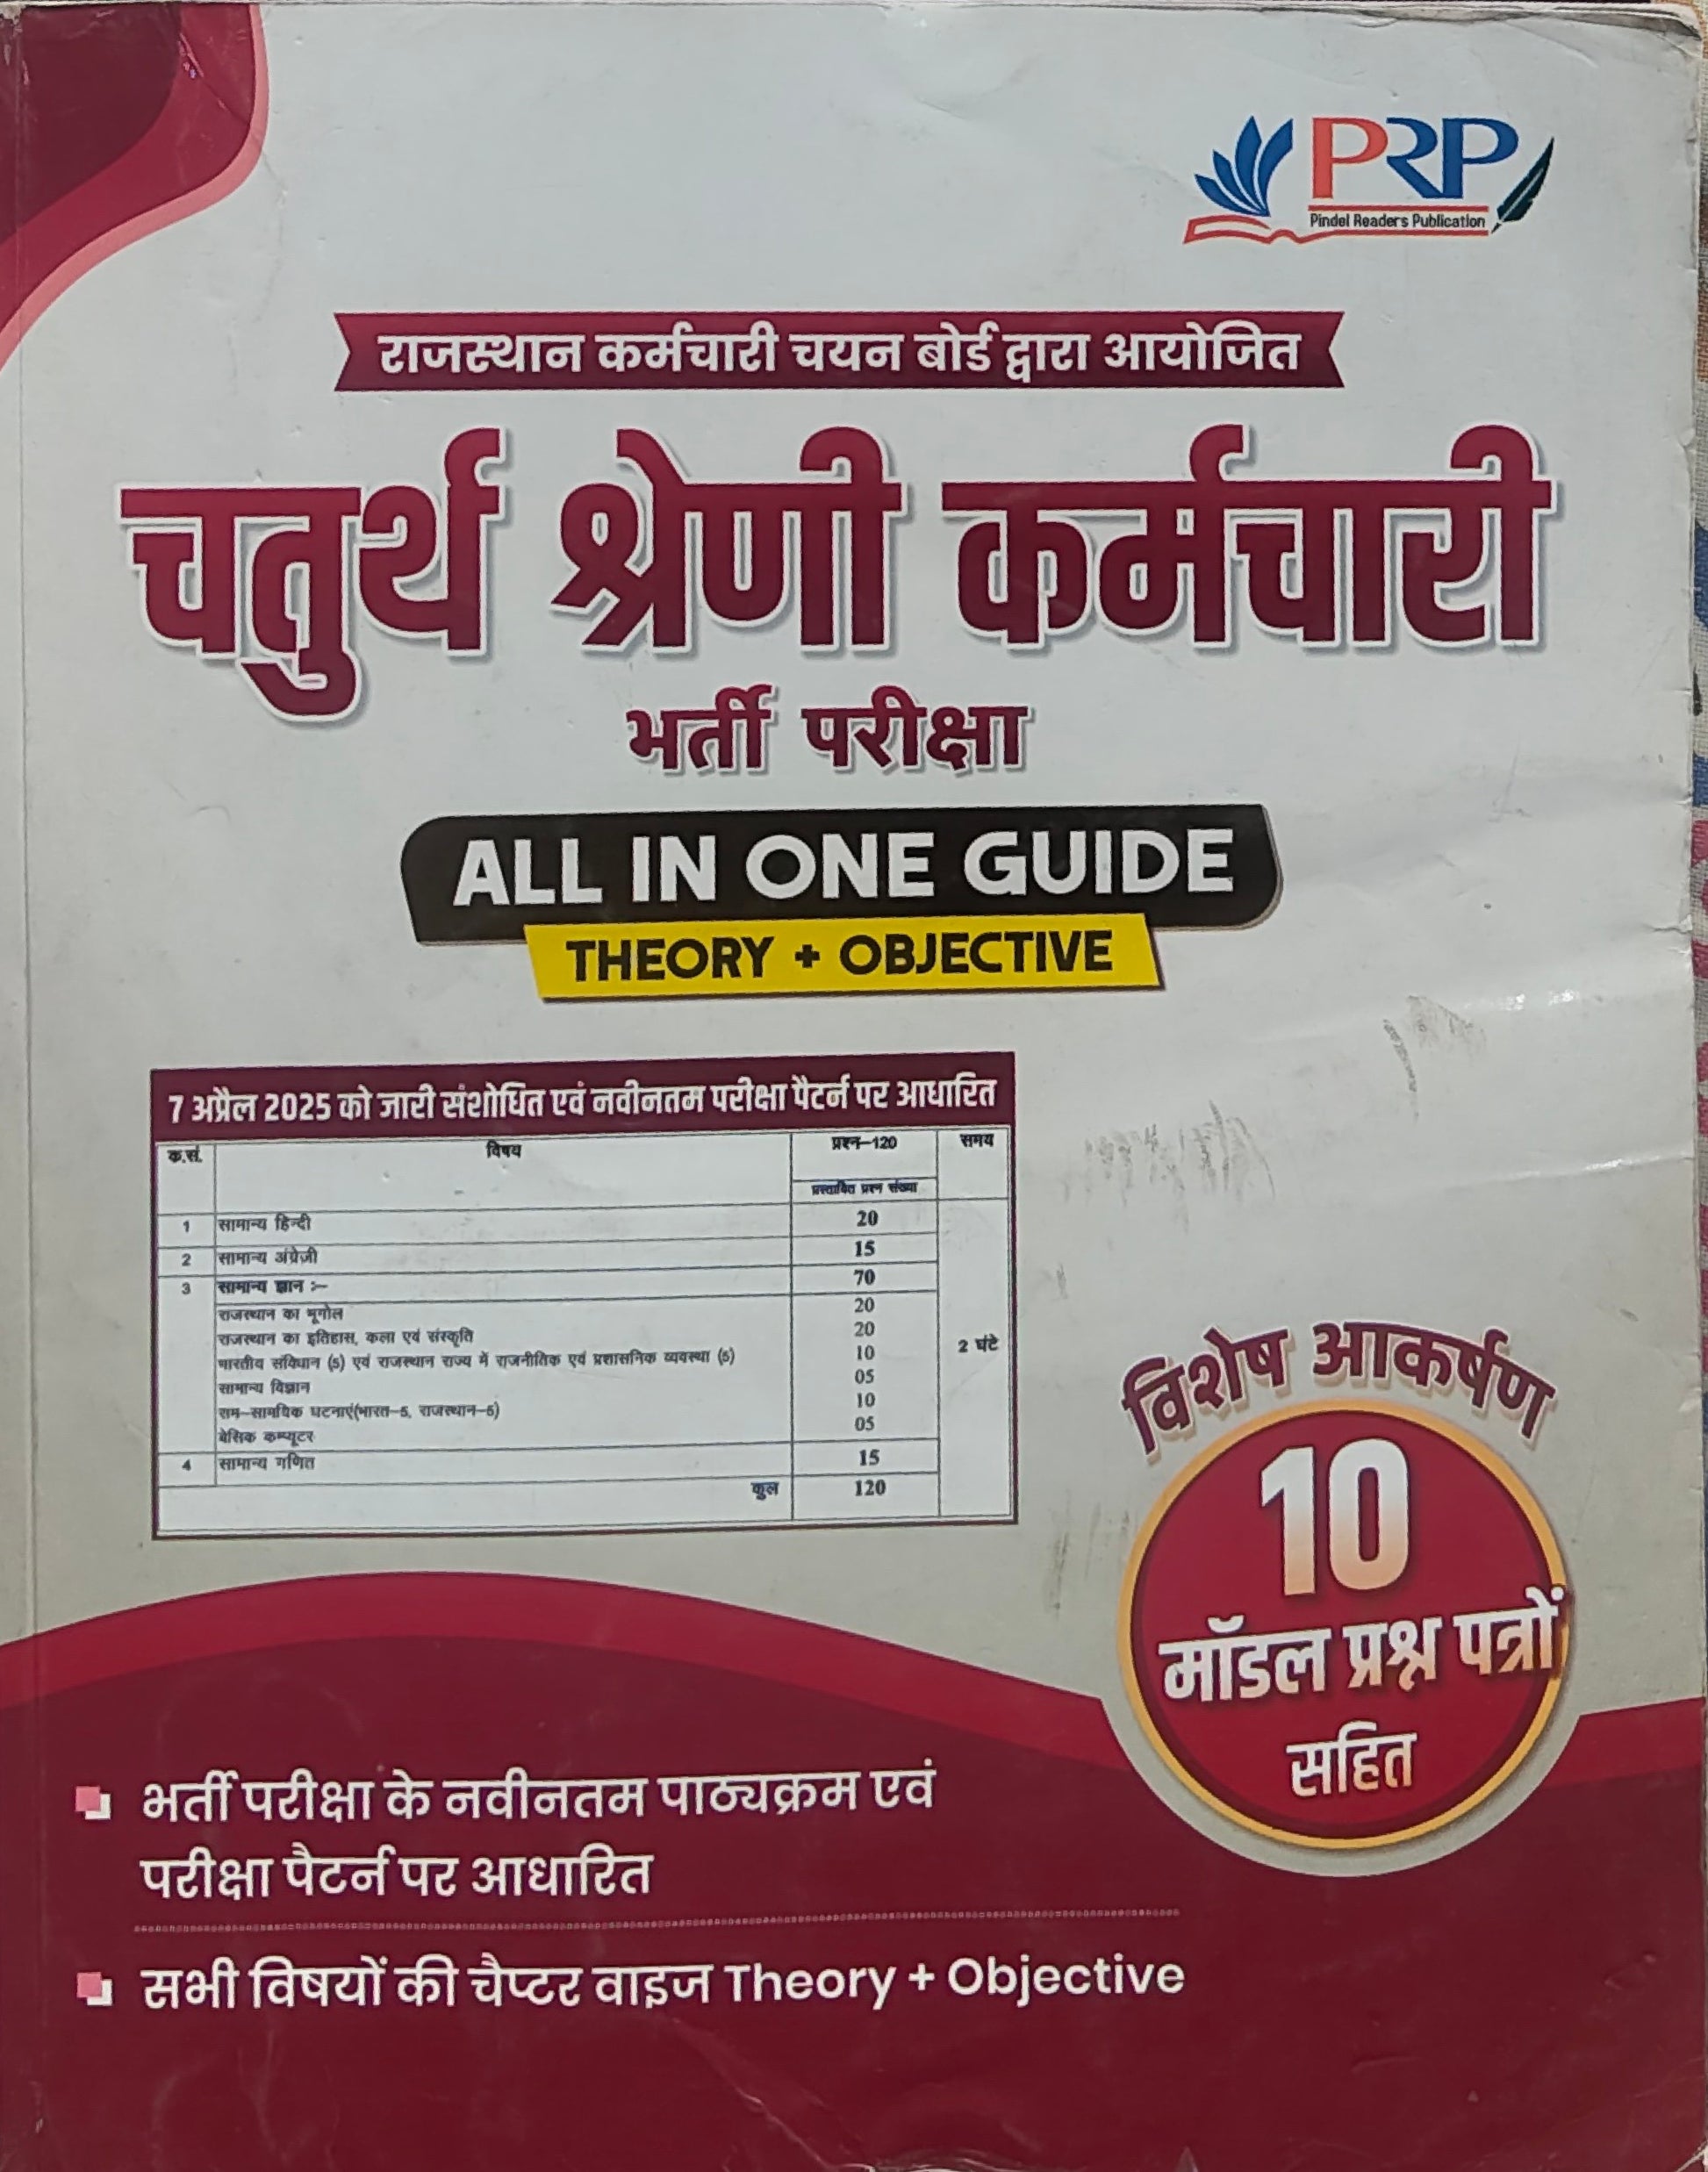 PRP
Pindel Readers Publication
राजस्थान कर्मचारी चयन बोर्ड द्वारा आयोजित
चतुर्थ श्रेणी कर्मचारी
भर्ती परीक्षा
ALL IN ONE GUIDE
THEORY + OBJECTIVE
7 अप्रैल 2025 को जारी संशोधित एवं नवीनतम परीक्षा पैटर्न पर आधारित
क.सं. विषय प्रश्न–120 समय
प्रस्तावित प्रश्न संख्या
1 सामान्य हिन्दी 20
2 सामान्य अंग्रेजी 15
3 सामान्य ज्ञान :– 70
राजस्थान का भूगोल 20
राजस्थान का इतिहास, कला एवं संस्कृति 20
भारतीय संविधान (5) एवं राजस्थान राज्य में राजनीतिक एवं प्रशासनिक व्यवस्था (5) 10
2 घंटे
सामान्य विज्ञान 05
सम–सामयिक घटनाएं(भारत–5, राजस्थान–5) 10
बेसिक कम्प्यूटर 05
4 सामान्य गणित 15
कुल 120
विशेष आकर्षण
10
मॉडल प्रश्न पत्रों
सहित
भर्ती परीक्षा के नवीनतम पाठ्यक्रम एवं
परीक्षा पैटर्न पर आधारित
सभी विषयों की चैप्टर वाइज Theory + Objective